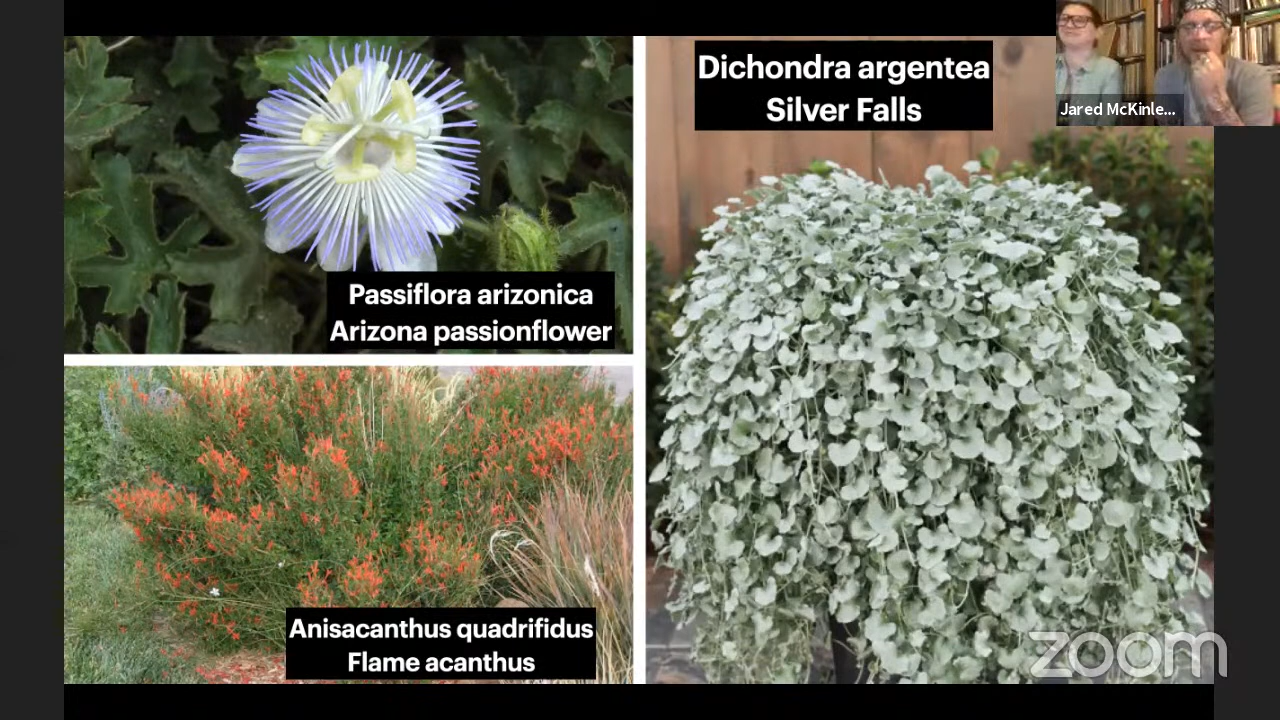 Passiflora arizonica
Arizona passionflower
Anisacanthus quadrifidus
Flame acanthus
Dichondra argentea
Silver Falls
Jared McKinle...
zoom